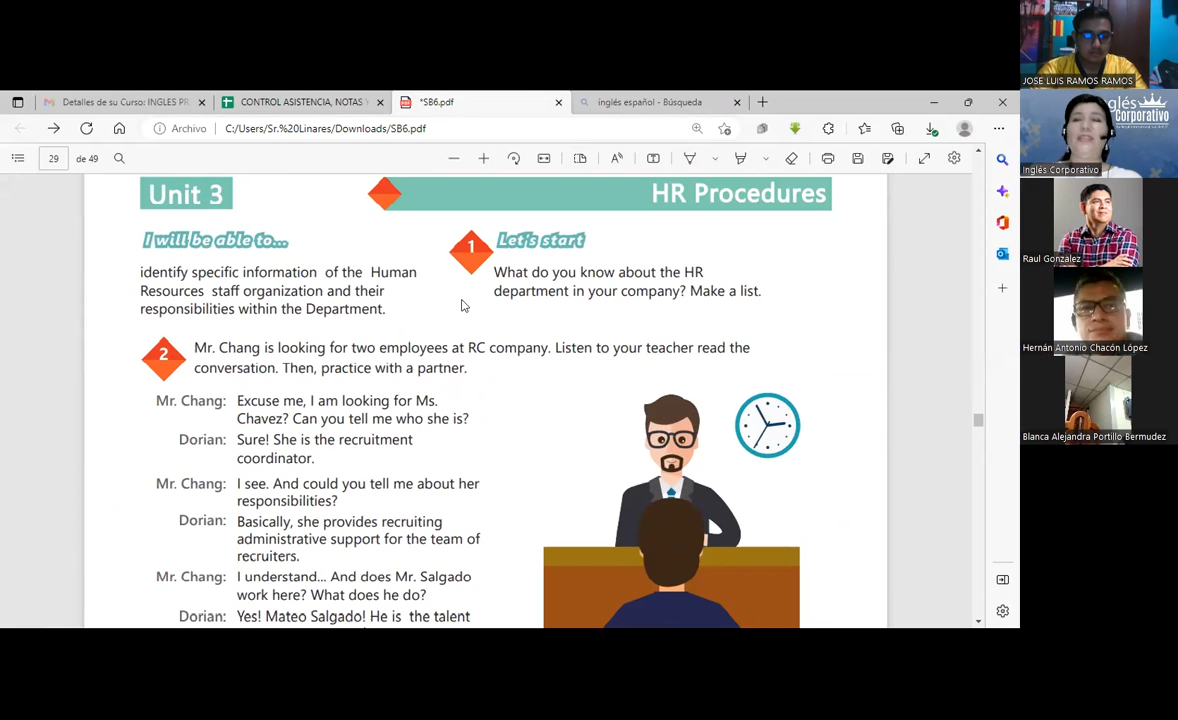 Detalles de su Curso: INGLES PR
CONTROL ASISTENCIA, NOTAS Y
*SB6.pdf
inglés español - Búsqueda
Archivo
C:/Users/Sr.%20Linares/Downloads/SB6.pdf
29
de 49
Unit 3
HR Procedures
I will be able to...
identify specific information of the Human
Resources staff organization and their
responsibilities within the Department.
1
Let's start
What do you know about the HR
department in your company? Make a list.
2
Mr. Chang is looking for two employees at RC company. Listen to your teacher read the
conversation. Then, practice with a partner.
Mr. Chang: Excuse me, I am looking for Ms.
Chavez? Can you tell me who she is?
Dorian: Sure! She is the recruitment
coordinator.
Mr. Chang: I see. And could you tell me about her
responsibilities?
Dorian: Basically, she provides recruiting
administrative support for the team of
recruiters.
Mr. Chang: I understand... And does Mr. Salgado
work here? What does he do?
Dorian: Yes! Mateo Salgado! He is the talent
JOSE LUIS RAMOS RAMOS
nglés
Corporativo
Inglés Corporativo
Raul Gonzalez
Hernán Antonio Chacón López
Blanca Alejandra Portillo Bermudez